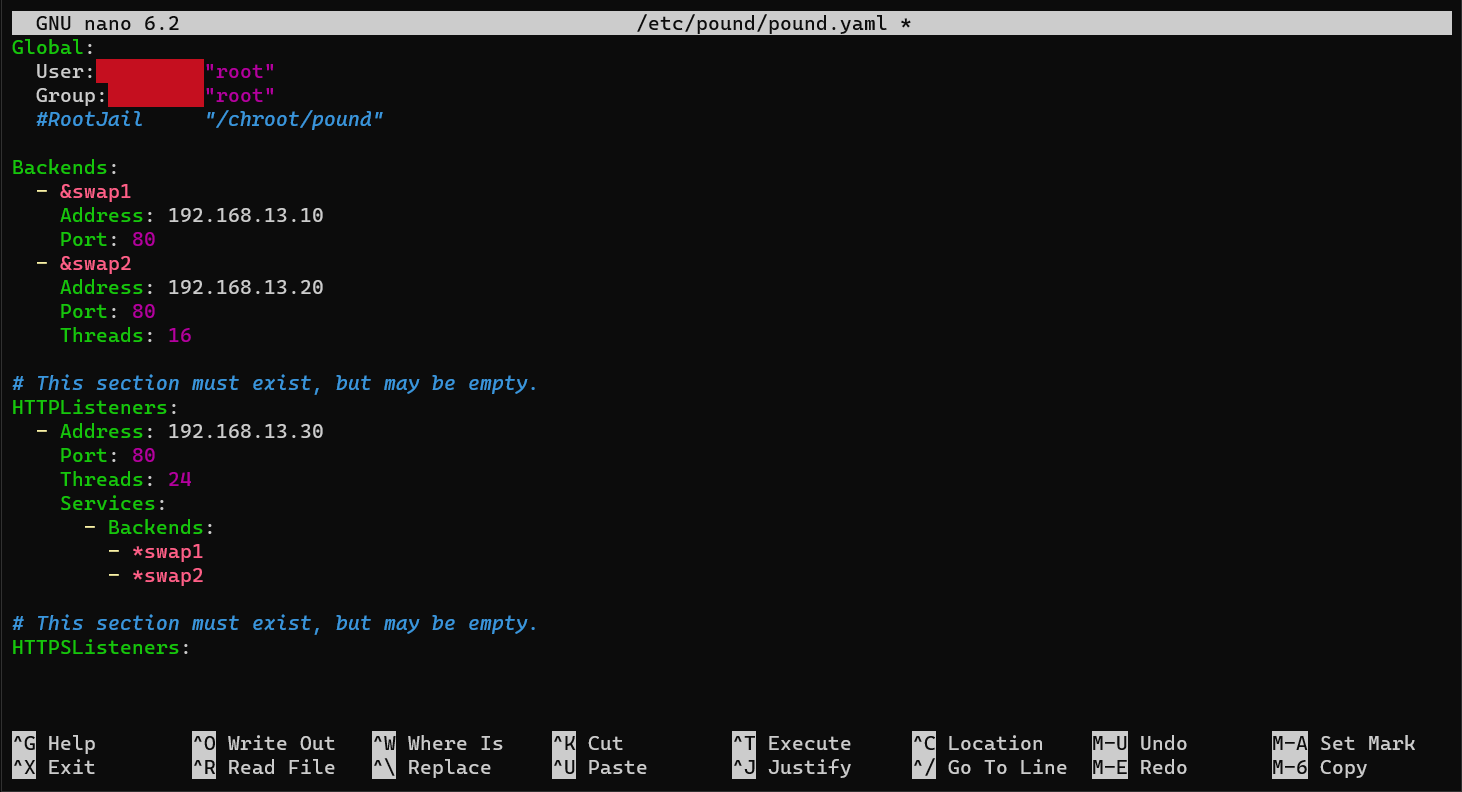 GNU nano 6.2 /etc/pound/pound.yaml *
Global:
  User:         "root"
  Group:        "root"
  #RootJail     "/chroot/pound"

Backends:
  - &swap1
    Address: 192.168.13.10
    Port: 80
  - &swap2
    Address: 192.168.13.20
    Port: 80
    Threads: 16

# This section must exist, but may be empty.
HTTPListeners:
  - Address: 192.168.13.30
    Port: 80
    Threads: 24
    Services:
      - Backends:
        - *swap1
        - *swap2

# This section must exist, but may be empty.
HTTPSListeners:

^G Help ^O Write Out ^W Where Is ^K Cut ^T Execute ^C Location M-U Undo M-A Set Mark
^X Exit ^R Read File ^\ Replace ^U Paste ^J Justify ^/ Go To Line M-E Redo M-6 Copy